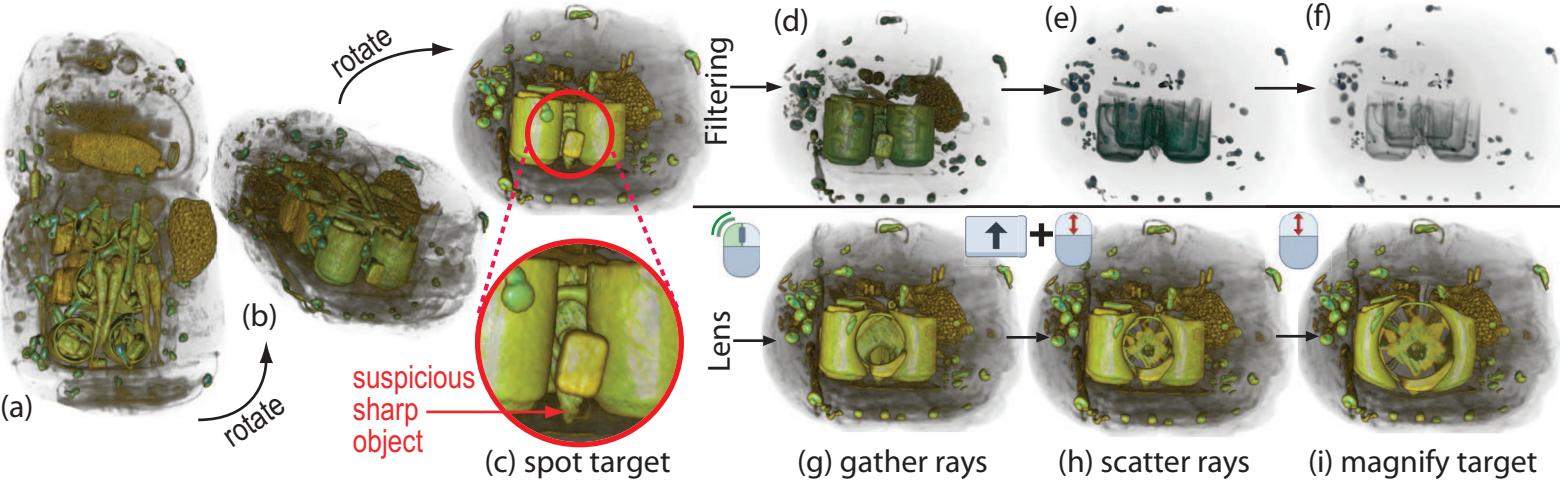 (a)
rotate
(b)
rotate
suspicious
sharp
object
(c) spot target
Filtering
(d)
(e)
(f)
Lens
+
(g) gather rays
(h) scatter rays
(i) magnify target